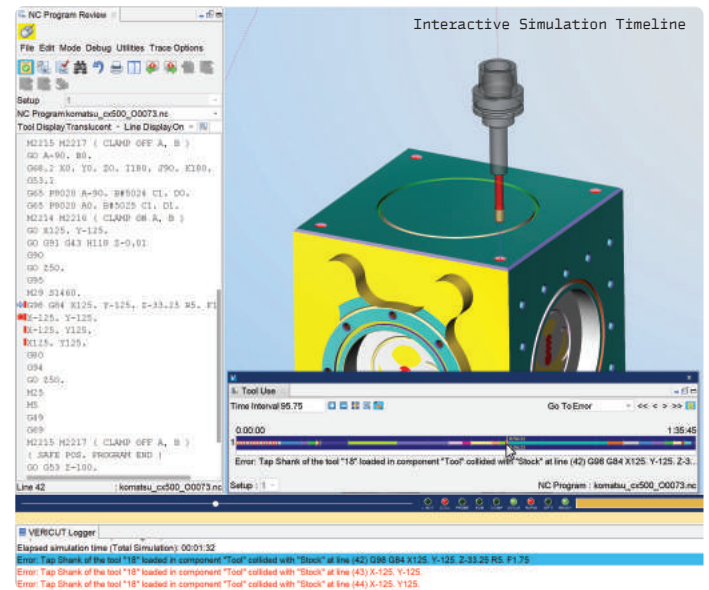 NC Program Review
Interactive Simulation Timeline
File Edit Mode Debug Utilities Trace Options
Setup 1
NC Program komatsu_cx500_O0073.nc
Tool Display Translucent Line Display On
M2215 M2217 ( CLAMP OFF A, B )
G0 A-90. B0.
G68.2 X0. Y0. Z0. I180. J90. K180.
G53.1
G65 P8020 A-90. B#5024 C1. D0.
G65 P8020 A0. B#5025 C1. D1.
M2214 M2216 ( CLAMP ON A, B )
G0 X125. Y-125.
G0 G91 G43 H118 Z-0.01
G90
G0 Z50.
G95
M29 S1460.
G98 G84 X125. Y-125. Z-33.25 R5. F1
X-125. Y-125.
X-125. Y125.
X125. Y125.
G80
G94
G0 Z50.
M25
M5
G49
G69
M2215 M2217 ( CLAMP OFF A, B )
( SAFE POS. PROGRAM END )
G0 G53 Z-100.
Line 42 : komatsu_cx500_O0073.nc
Tool Use
Time Interval 95.75 Go To Error << < > >>
0:00:00 1:35:45
1
Error: Tap Shank of the tool "18" loaded in component "Tool" collided with "Stock" at line (42) G98 G84 X125. Y-125. Z-3...
Setup : 1 NC Program : komatsu_cx500_O0073.nc
VERICUT Logger
Elapsed simulation time (Total Simulation): 00:01:32
Error: Tap Shank of the tool "18" loaded in component "Tool" collided with "Stock" at line (42) G98 G84 X125. Y-125. Z-33.25 R5. F1.75
Error: Tap Shank of the tool "18" loaded in component "Tool" collided with "Stock" at line (43) X-125. Y-125.
Error: Tap Shank of the tool "18" loaded in component "Tool" collided with "Stock" at line (44) X-125. Y125.